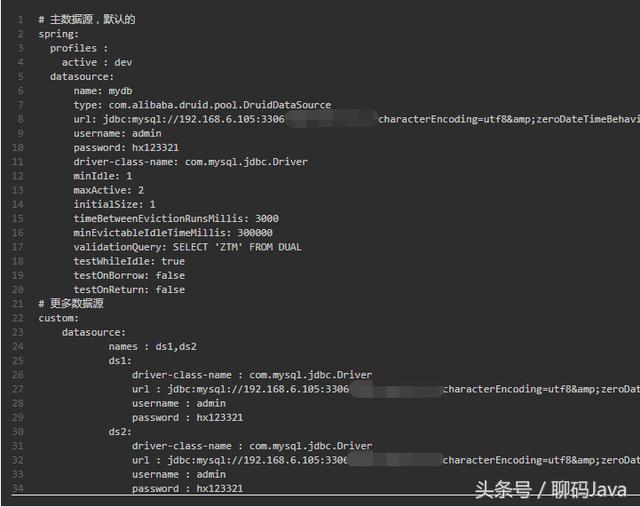 1 # 主数据源，默认的
2 spring:
3 profiles :
4 active : dev
5 datasource:
6 name: mydb
7 type: com.alibaba.druid.pool.DruidDataSource
8 url: jdbc:mysql://192.168.6.105:3306 characterEncoding=utf8&amp;zeroDateTimeBehavi
9 username: admin
10 password: hx123321
11 driver-class-name: com.mysql.jdbc.Driver
12 minIdle: 1
13 maxActive: 2
14 initialSize: 1
15 timeBetweenEvictionRunsMillis: 3000
16 minEvictableIdleTimeMillis: 300000
17 validationQuery: SELECT 'ZTM' FROM DUAL
18 testWhileIdle: true
19 testOnBorrow: false
20 testOnReturn: false
21 # 更多数据源
22 custom:
23 datasource:
24 names : ds1,ds2
25 ds1:
26 driver-class-name : com.mysql.jdbc.Driver
27 url : jdbc:mysql://192.168.6.105:3306 characterEncoding=utf8&amp;zeroDat
28 username : admin
29 password : hx123321
30 ds2:
31 driver-class-name : com.mysql.jdbc.Driver
32 url : jdbc:mysql://192.168.6.105:3306 characterEncoding=utf8&amp;zeroDat
33 username : admin
34 password : hx123321
头条号 / 聊码Java